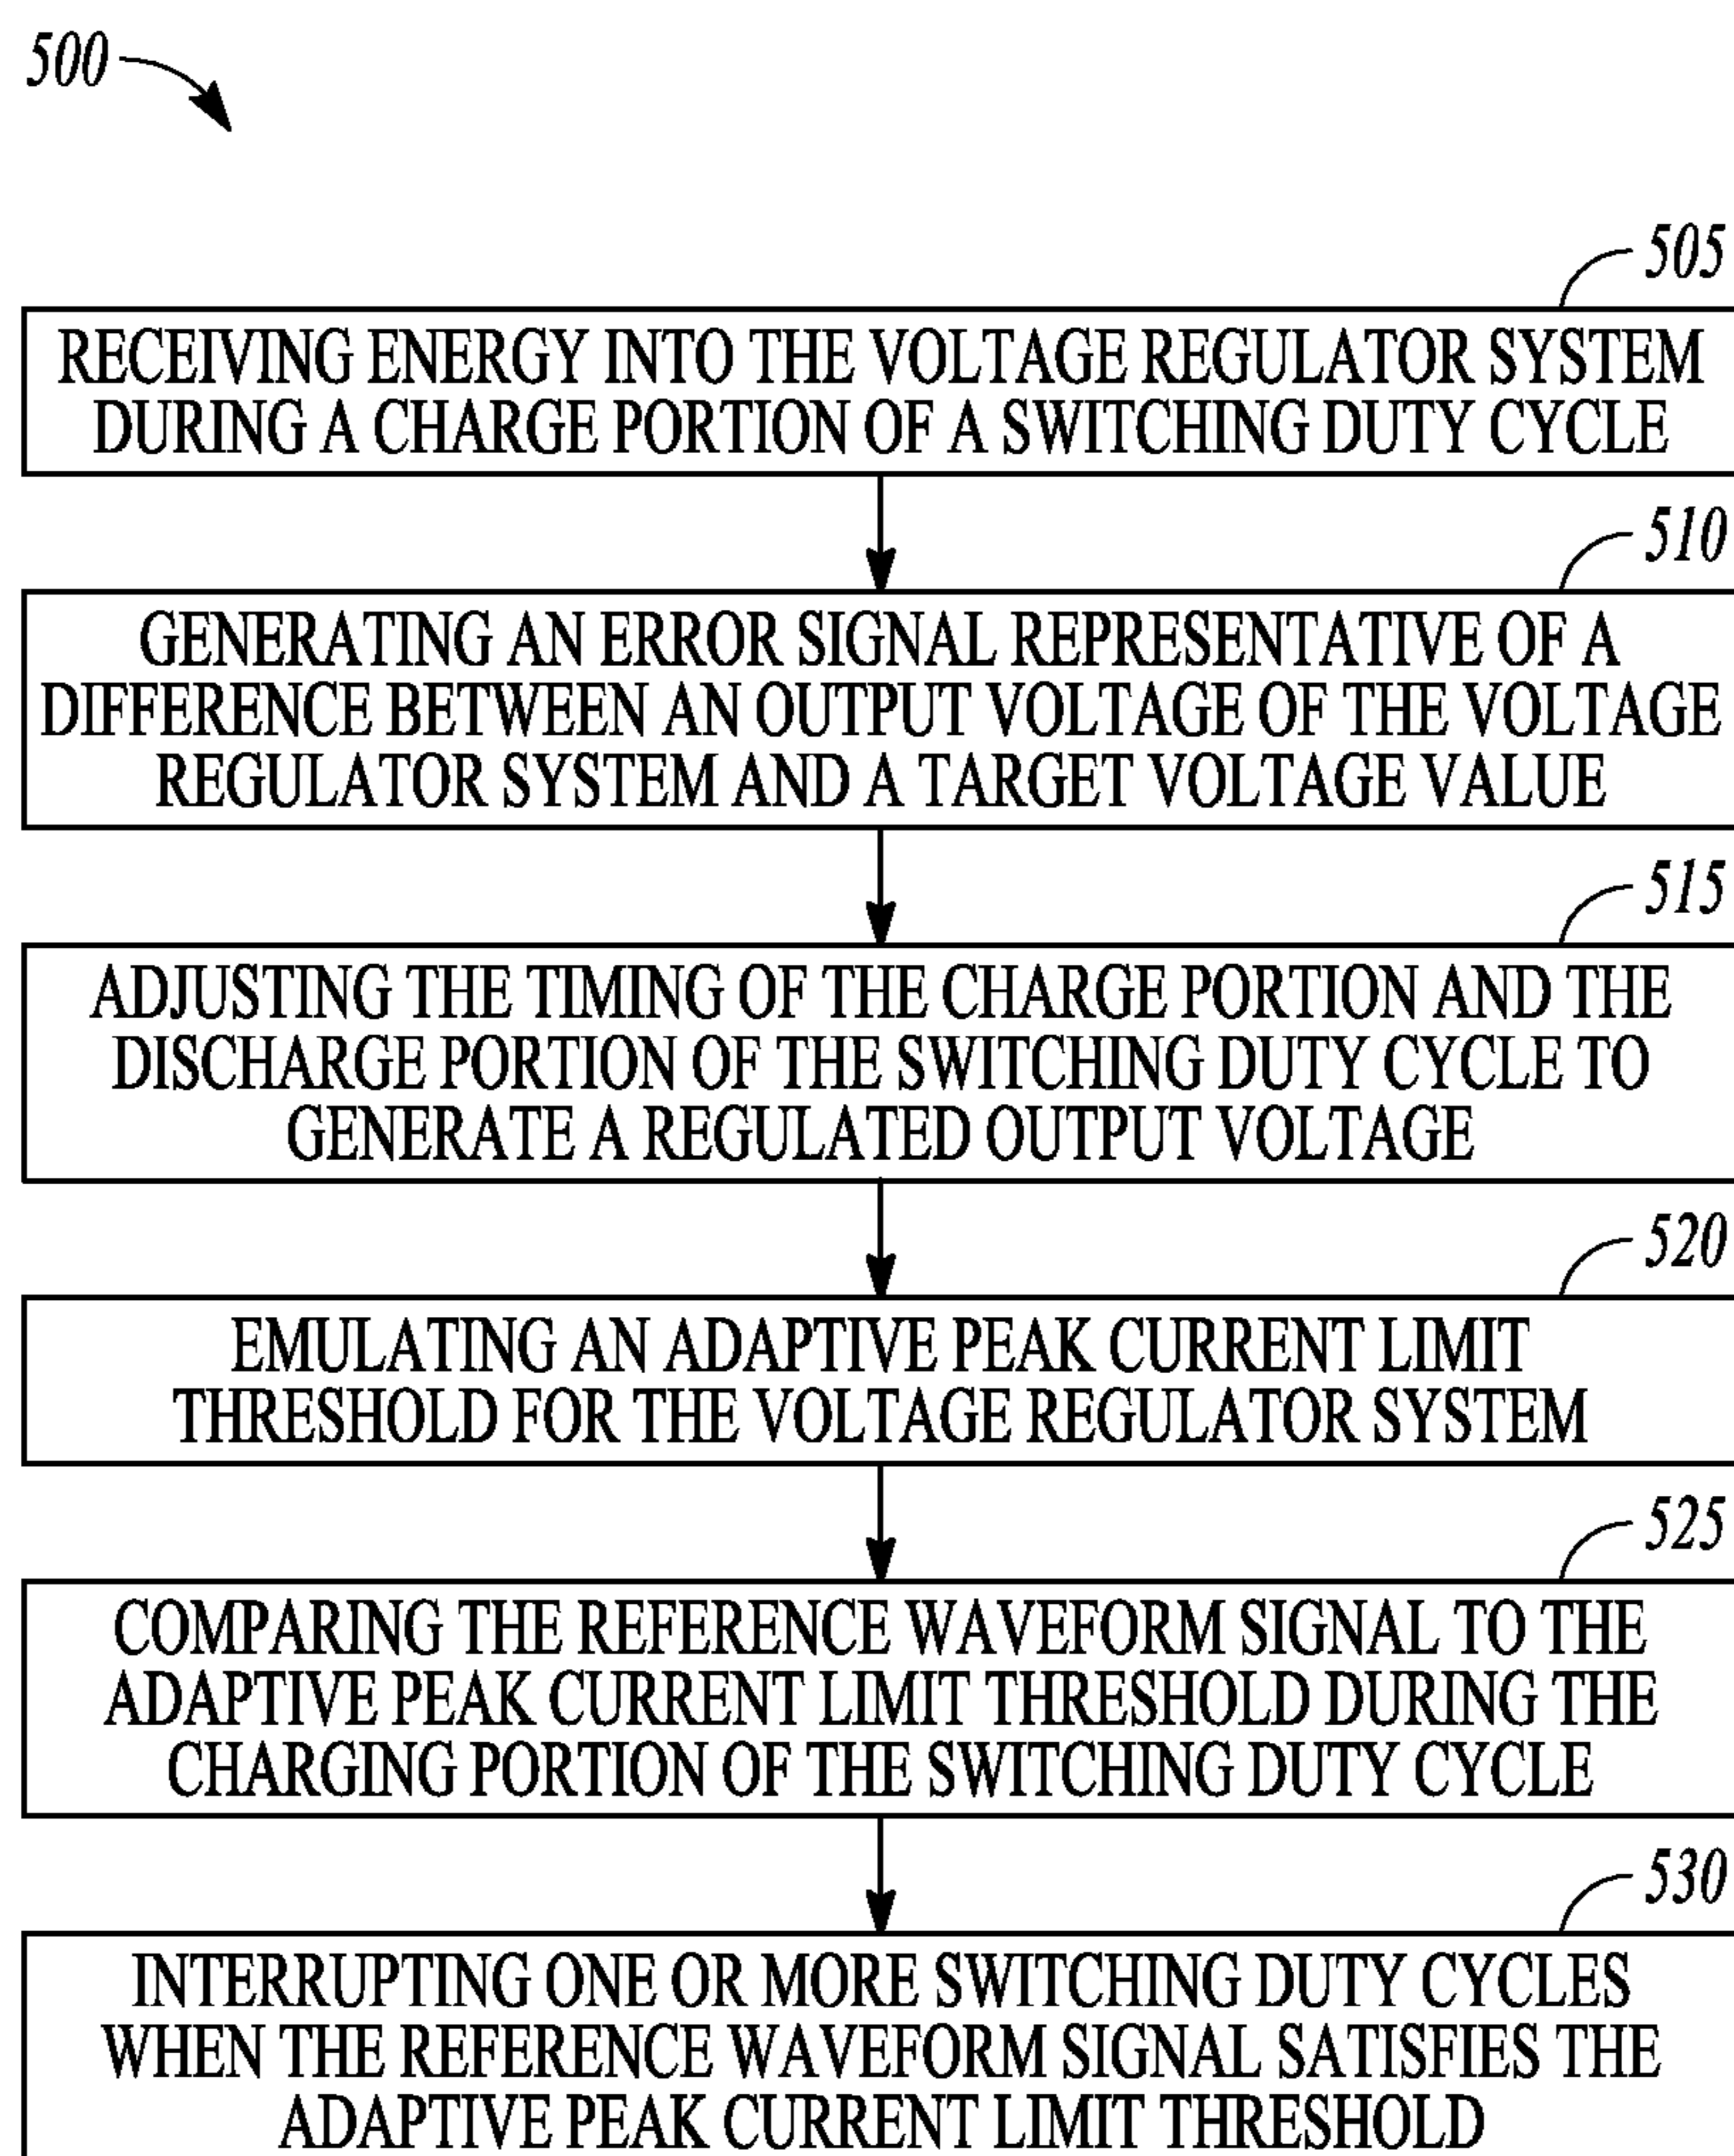 500
505
RECEIVING ENERGY INTO THE VOLTAGE REGULATOR SYSTEM
DURING A CHARGE PORTION OF A SWITCHING DUTY CYCLE
510
GENERATING AN ERROR SIGNAL REPRESENTATIVE OF A
DIFFERENCE BETWEEN AN OUTPUT VOLTAGE OF THE VOLTAGE
REGULATOR SYSTEM AND A TARGET VOLTAGE VALUE
515
ADJUSTING THE TIMING OF THE CHARGE PORTION AND THE
DISCHARGE PORTION OF THE SWITCHING DUTY CYCLE TO
GENERATE A REGULATED OUTPUT VOLTAGE
520
EMULATING AN ADAPTIVE PEAK CURRENT LIMIT
THRESHOLD FOR THE VOLTAGE REGULATOR SYSTEM
525
COMPARING THE REFERENCE WAVEFORM SIGNAL TO THE
ADAPTIVE PEAK CURRENT LIMIT THRESHOLD DURING THE
CHARGING PORTION OF THE SWITCHING DUTY CYCLE
530
INTERRUPTING ONE OR MORE SWITCHING DUTY CYCLES
WHEN THE REFERENCE WAVEFORM SIGNAL SATISFIES THE
ADAPTIVE PEAK CURRENT LIMIT THRESHOLD